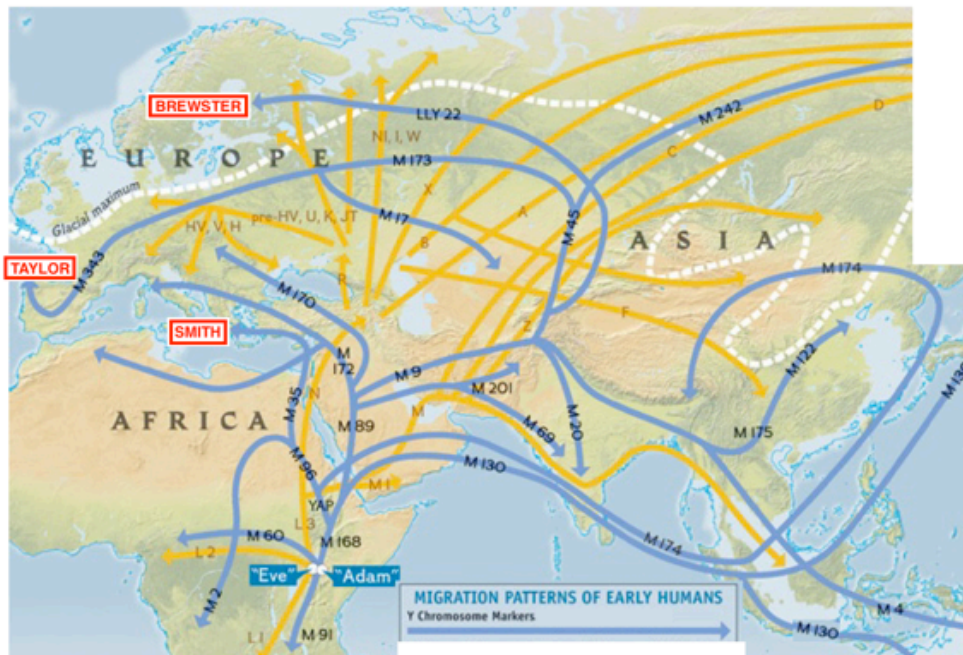 BREWSTER
LLY 22
M 242
D
NI, I, W
C
EUROPE
M 173
X
Glacial maximum
A
HV, V, H
pre-HV, U, K, JT
M 17
M 45
B
ASIA
TAYLOR
M 343
R
M 174
M 170
F
SMITH
Z
M 172
M 9
M 122
M 130
M 35
N
M 201
AFRICA
M
M 20
M 89
M 69
M 175
M 96
M 130
M 1
YAP
L 3
M 60
M 168
L 2
M 174
"Eve"
"Adam"
M 2
MIGRATION PATTERNS OF EARLY HUMANS
Y Chromosome Markers
M 4
L 1
M 91
M 130